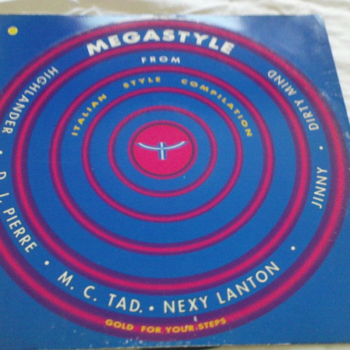 MEGASTYLE
FROM
ITALIAN STYLE COMPILATION
HIGHLANDER • D. J. PIERRE • M. C. TAD. • NEXY LANTON • JINNY • DIRTY MIND
GOLD FOR YOUR STEPS